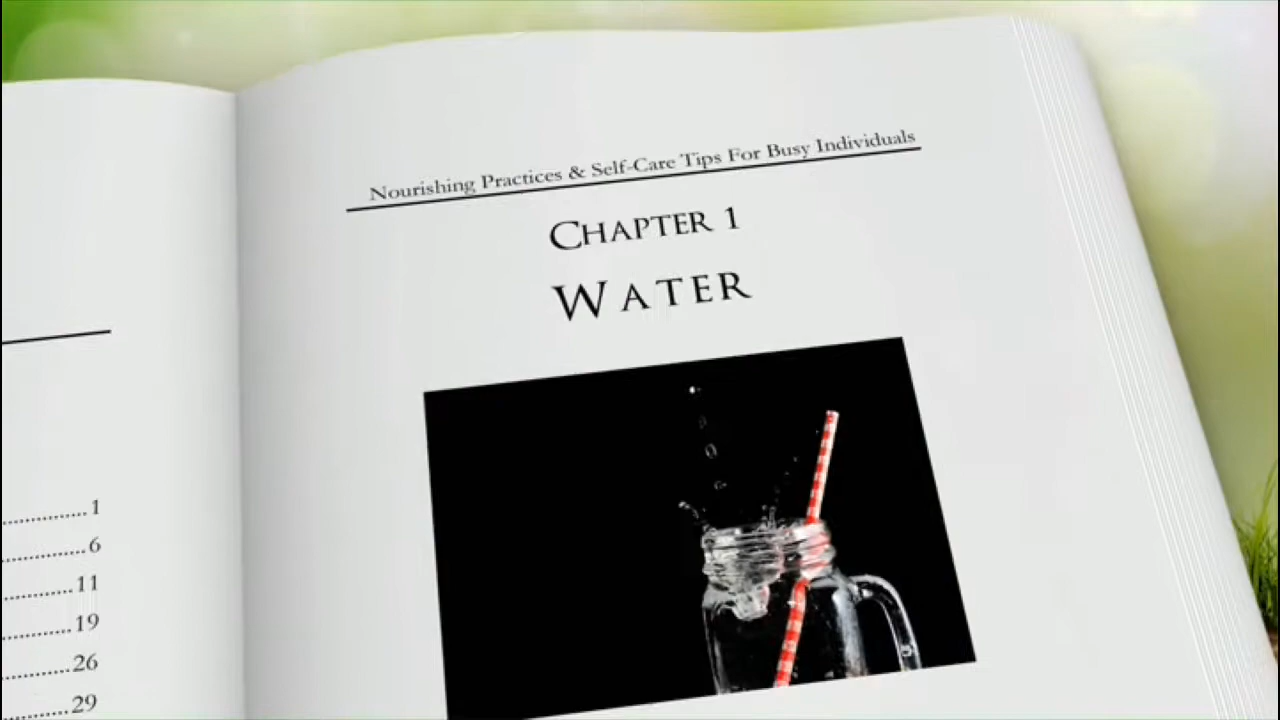 ..............1
..............6
..............11
..............19
..............26
..............29
Nourishing Practices & Self-Care Tips For Busy Individuals
CHAPTER 1
WATER